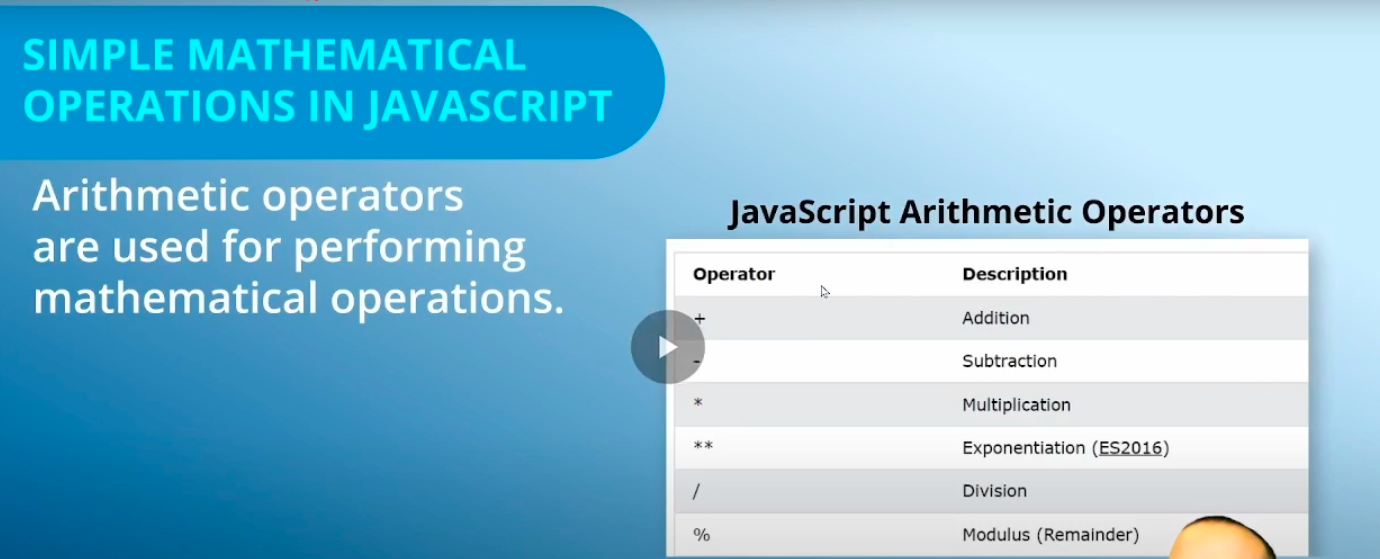 SIMPLE MATHEMATICAL
OPERATIONS IN JAVASCRIPT
Arithmetic operators
are used for performing
mathematical operations.
JavaScript Arithmetic Operators
Operator Description
+ Addition
- Subtraction
* Multiplication
** Exponentiation (ES2016)
/ Division
% Modulus (Remainder)